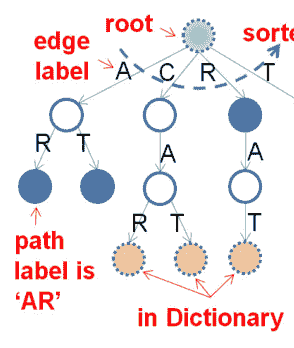 root
sorte
edge
label
A C R T
R T A A
R T T
path
label is
'AR'
in Dictionary